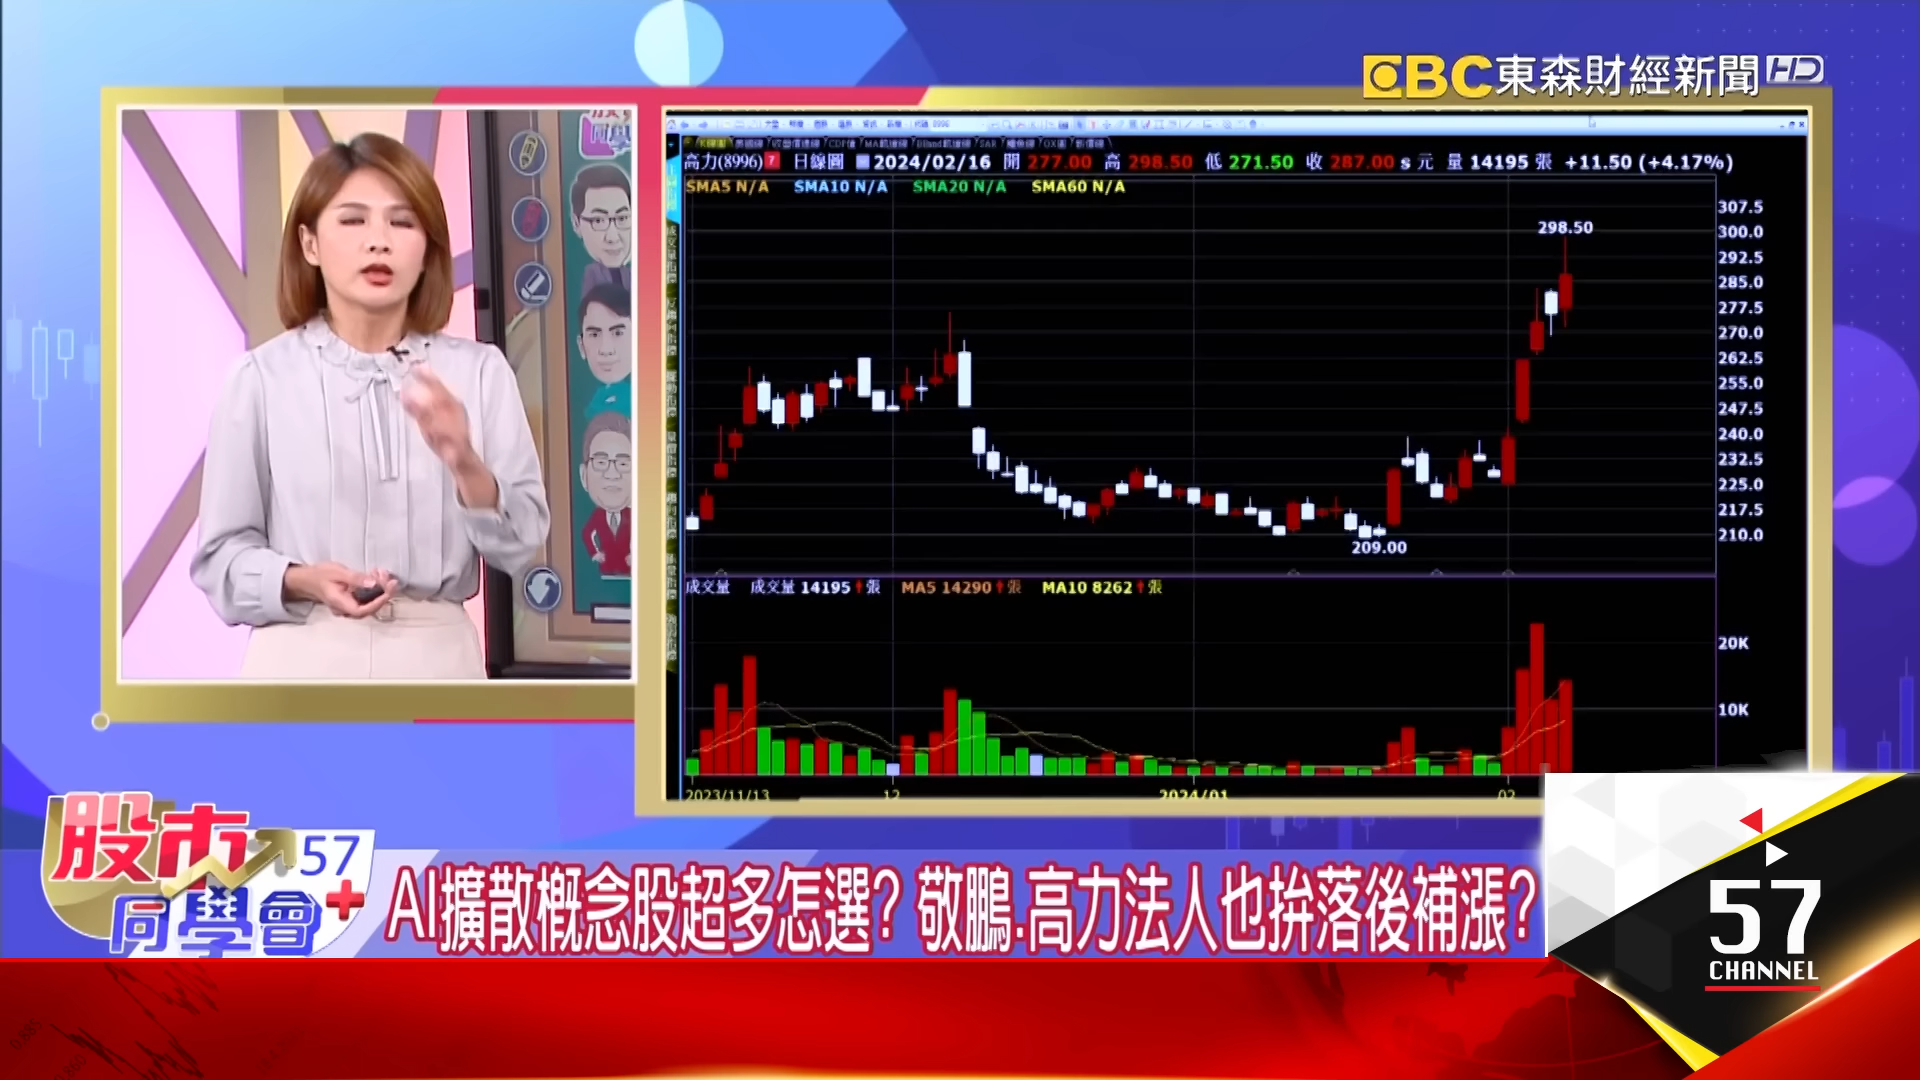 EBC東森財經新聞HD
高力(8996) 7 日線圖 2024/02/16 開 277.00 高 298.50 低 271.50 收 287.00 s 元 量 14195 張 +11.50 (+4.17%)
SMA5 N/A SMA10 N/A SMA20 N/A SMA60 N/A
307.5
298.50
300.0
292.5
285.0
277.5
270.0
262.5
255.0
247.5
240.0
232.5
225.0
217.5
210.0
209.00
成交量 成交量 14195 張 MA5 14290 張 MA10 8262 張
20K
10K
2023/11/13 12 2024/01 02
股市同學會 57+
AI擴散概念股超多怎選? 敬鵬.高力法人也拚落後補漲?
57
CHANNEL